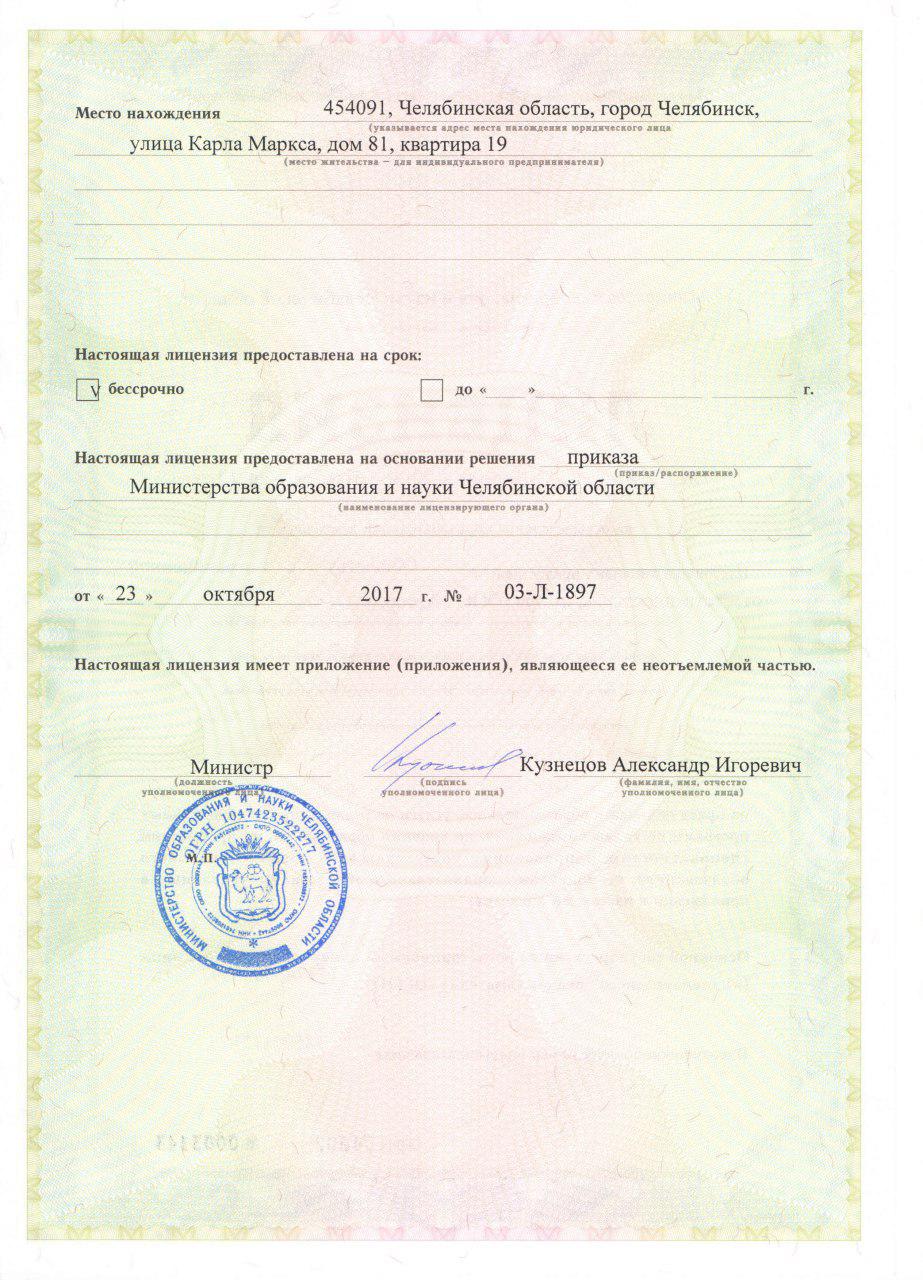 Место нахождения 454091, Челябинская область, город Челябинск,
(указывается адрес места нахождения юридического лица
улица Карла Маркса, дом 81, квартира 19
(место жительства – для индивидуального предпринимателя)
Настоящая лицензия предоставлена на срок:
V бессрочно до « » г.
Настоящая лицензия предоставлена на основании решения приказа
(приказ/распоряжение)
Министерства образования и науки Челябинской области
(наименование лицензирующего органа)
от « 23 » октября 2017 г. № 03-Л-1897
Настоящая лицензия имеет приложение (приложения), являющееся ее неотъемлемой частью.
Министр Кузнецов Александр Игоревич
(должность (подпись (фамилия, имя, отчество
уполномоченного лица) уполномоченного лица) уполномоченного лица)
М.П.
МИНИСТЕРСТВО ОБРАЗОВАНИЯ И НАУКИ ЧЕЛЯБИНСКОЙ ОБЛАСТИ
ОГРН 1047423522277